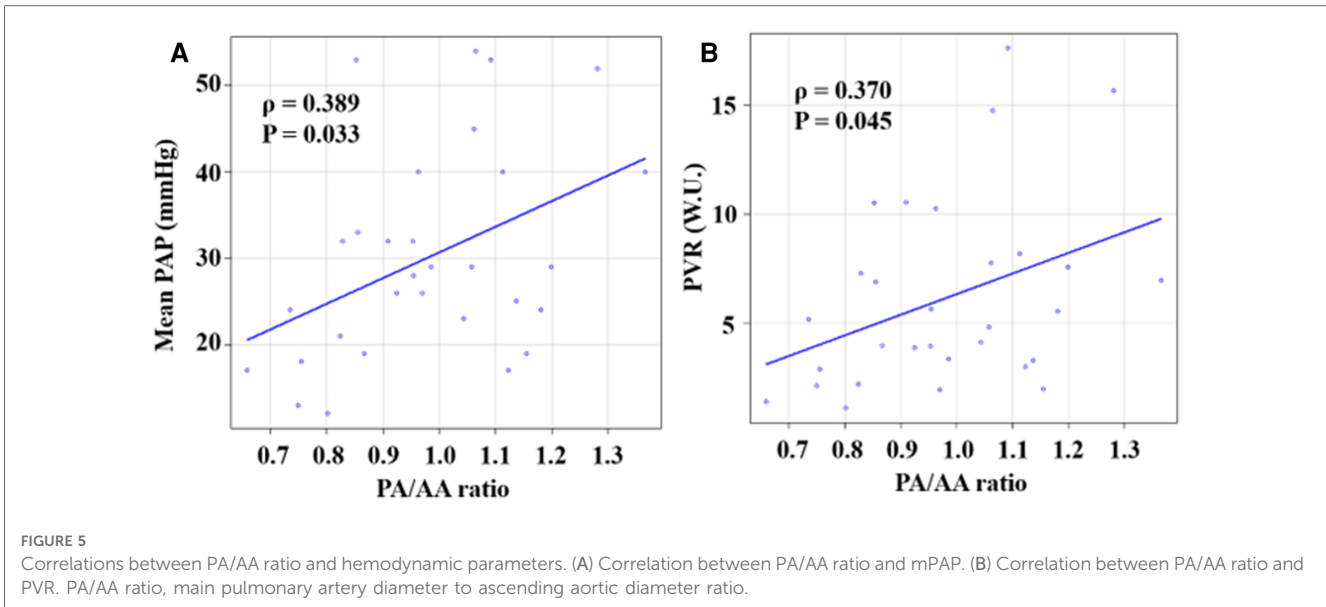 A
ρ = 0.389
P = 0.033
Mean PAP (mmHg)
50
40
30
20
0.7 0.8 0.9 1.0 1.1 1.2 1.3
PA/AA ratio
B
ρ = 0.370
P = 0.045
PVR (W.U.)
15
10
5
0.7 0.8 0.9 1.0 1.1 1.2 1.3
PA/AA ratio
FIGURE 5
Correlations between PA/AA ratio and hemodynamic parameters. (A) Correlation between PA/AA ratio and mPAP. (B) Correlation between PA/AA ratio and
PVR. PA/AA ratio, main pulmonary artery diameter to ascending aortic diameter ratio.